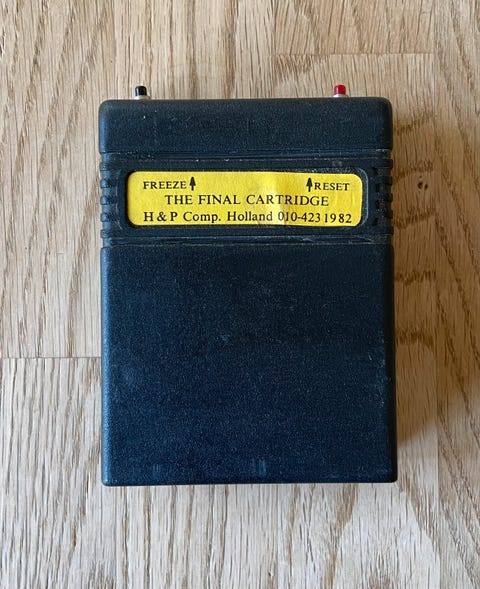 FREEZE RESET
THE FINAL CARTRIDGE
H & P Comp. Holland 010-4231982